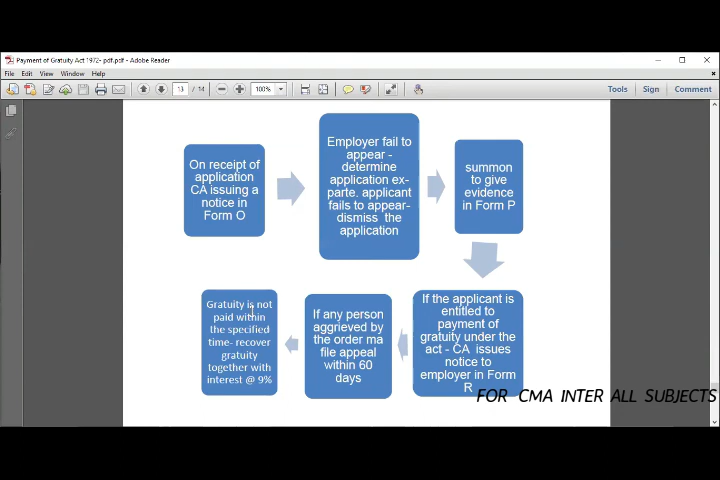 Payment of Gratuity Act 1972- pdf.pdf - Adobe Reader
File Edit View Window Help
13 / 14 100% Tools Sign Comment
On receipt of
application
CA issuing a
notice in
Form O
Employer fail to
appear -
determine
application ex-
parte. applicant
fails to appear-
dismiss the
application
summon
to give
evidence
in Form P
If the applicant is
entitled to
payment of
gratuity under the
act - CA issues
notice to
employer in Form
R
If any person
aggrieved by
the order ma
file appeal
within 60
days
Gratuity is not
paid within
the specified
time- recover
gratuity
together with
interest @ 9%
FOR CMA INTER ALL SUBJECTS